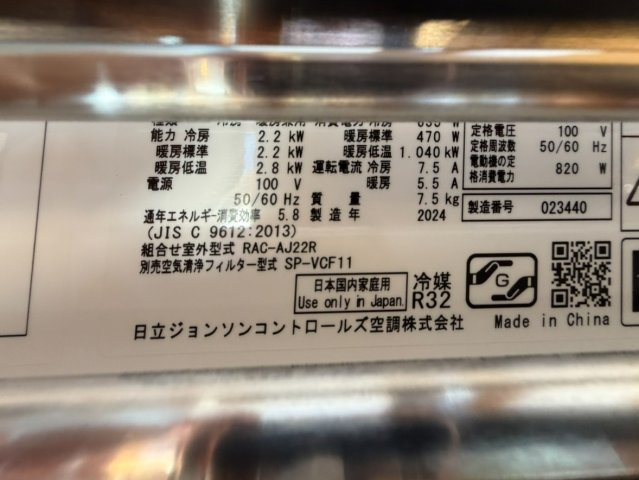 能力 冷房 2.2 kW
暖房標準 2.2 kW
暖房低温 2.8 kW
電源 100 V
50/60 Hz
暖房標準 470 W
暖房低温 1.040 kW
運転電流 冷房 7.5 A
暖房 5.5 A
質量 7.5 kg
通年エネルギー消費効率 5.8 製造年 2024
(JIS C 9612:2013)
組合せ室外型式 RAC-AJ22R
別売空気清浄フィルター型式 SP-VCF11
定格電圧 100 V
定格周波数 50/60 Hz
電動機の定格消費電力 820 W
製造番号 023440
日本国内家庭用
Use only in Japan.
冷媒
R32
G
Made in China
日立ジョンソンコントロールズ空調株式会社